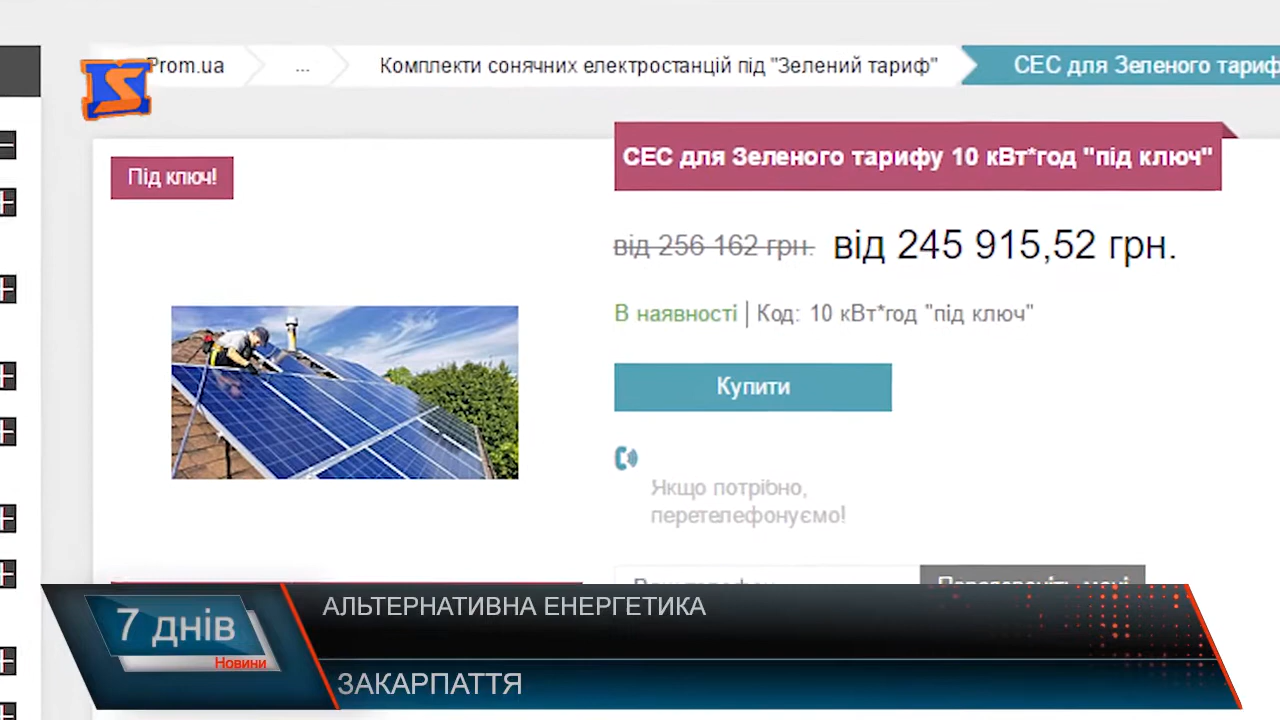 Prom.ua
...
Комплекти сонячних електростанцій під "Зелений тариф"
СЕС для Зеленого тариф
Під ключ!
СЕС для Зеленого тарифу 10 кВт*год "під ключ"
від 256 162 грн. від 245 915,52 грн.
В наявності | Код: 10 кВт*год "під ключ"
Купити
Якщо потрібно,
перетелефонуємо!
7 днів
Новини
АЛЬТЕРНАТИВНА ЕНЕРГЕТИКА
ЗАКАРПАТТЯ